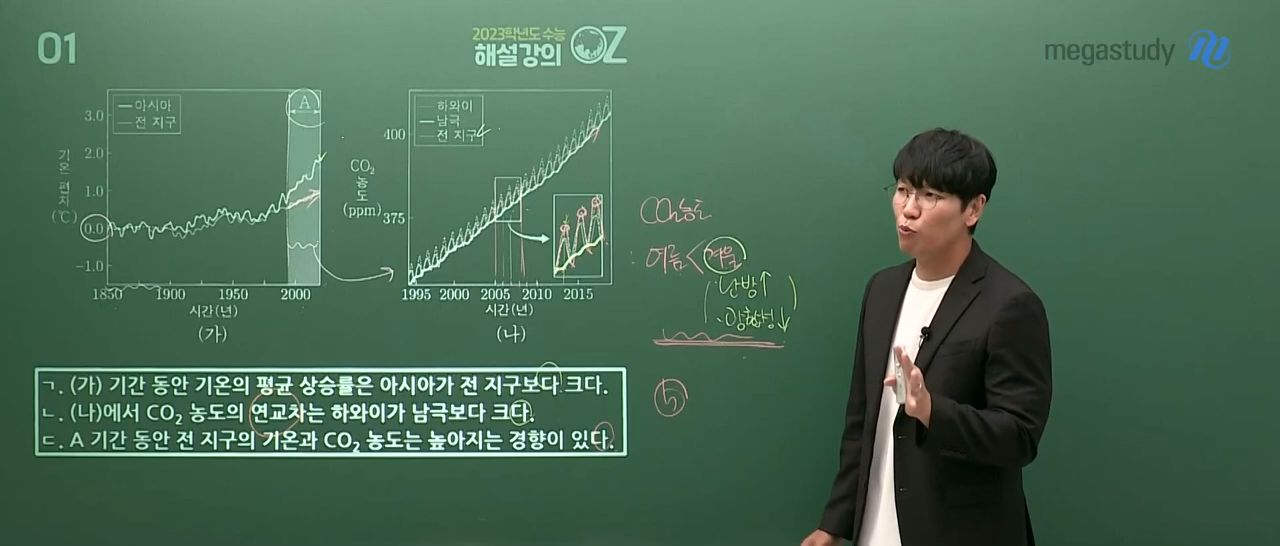 01
2023학년도 수능
해설강의 OZ
megastudy
아시아
전 지구
A
3.0
2.0
1.0
0.0
-1.0
기온 편차(℃)
1850 1900 1950 2000
시간(년)
(가)
하와이
남극
전 지구
400
375
CO₂ 농도 (ppm)
1995 2000 2005 2010 2015
시간(년)
(나)
CO₂ 농도
여름 < 겨울
난방↑
광합성↓
⑤
ㄱ. (가) 기간 동안 기온의 평균 상승률은 아시아가 전 지구보다 크다.
ㄴ. (나)에서 CO₂ 농도의 연교차는 하와이가 남극보다 크다.
ㄷ. A 기간 동안 전 지구의 기온과 CO₂ 농도는 높아지는 경향이 있다.